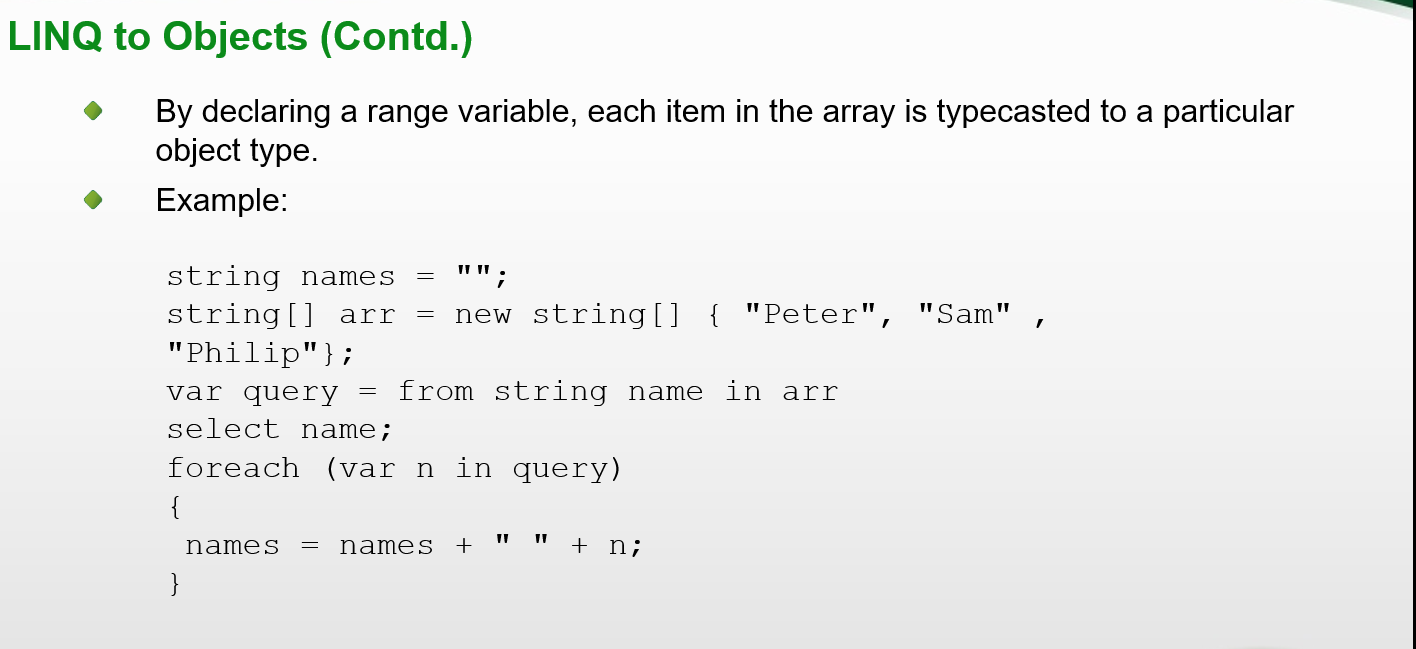 LINQ to Objects (Contd.)
By declaring a range variable, each item in the array is typecasted to a particular
object type.
Example:
string names = "";
string[] arr = new string[] { "Peter", "Sam" ,
"Philip"};
var query = from string name in arr
select name;
foreach (var n in query)
{
names = names + " " + n;
}